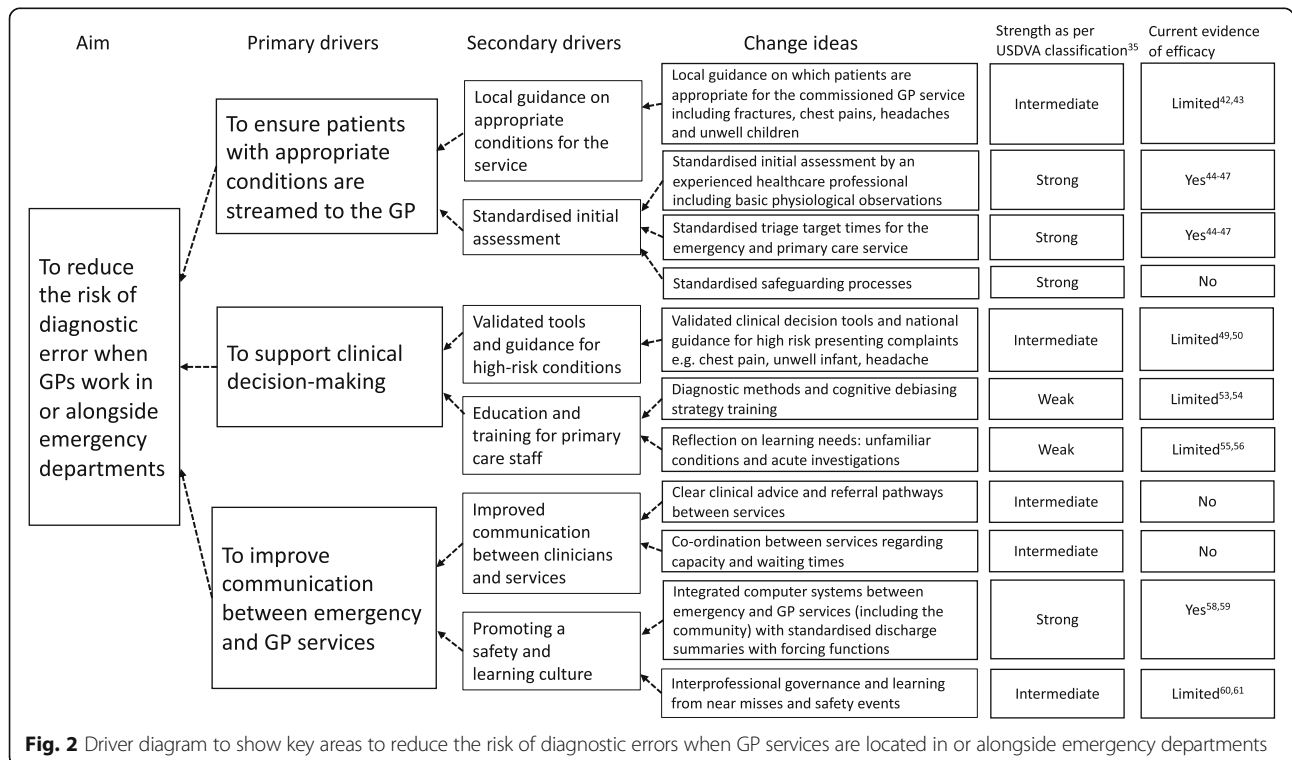 Aim
Primary drivers
Secondary drivers
Change ideas
Strength as per
USDVA classification35
Current evidence
of efficacy
To reduce
the risk of
diagnostic
error when
GPs work in
or alongside
emergency
departments
To ensure patients
with appropriate
conditions are
streamed to the GP
Local guidance on
appropriate
conditions for the
service
Local guidance on which patients are
appropriate for the commissioned GP service
including fractures, chest pains, headaches
and unwell children
Intermediate
Limited42,43
Standardised initial
assessment
Standardised initial assessment by an
experienced healthcare professional
including basic physiological observations
Strong
Yes44-47
Standardised triage target times for the
emergency and primary care service
Strong
Yes44-47
Standardised safeguarding processes
Strong
No
To support clinical
decision-making
Validated tools
and guidance for
high-risk conditions
Validated clinical decision tools and national
guidance for high risk presenting complaints
e.g. chest pain, unwell infant, headache
Intermediate
Limited49,50
Education and
training for primary
care staff
Diagnostic methods and cognitive debiasing
strategy training
Weak
Limited53,54
Reflection on learning needs: unfamiliar
conditions and acute investigations
Weak
Limited55,56
To improve
communication
between emergency
and GP services
Improved
communication
between clinicians
and services
Clear clinical advice and referral pathways
between services
Intermediate
No
Co-ordination between services regarding
capacity and waiting times
Intermediate
No
Promoting a
safety and
learning culture
Integrated computer systems between
emergency and GP services (including the
community) with standardised discharge
summaries with forcing functions
Strong
Yes58,59
Interprofessional governance and learning
from near misses and safety events
Intermediate
Limited60,61
Fig. 2 Driver diagram to show key areas to reduce the risk of diagnostic errors when GP services are located in or alongside emergency departments